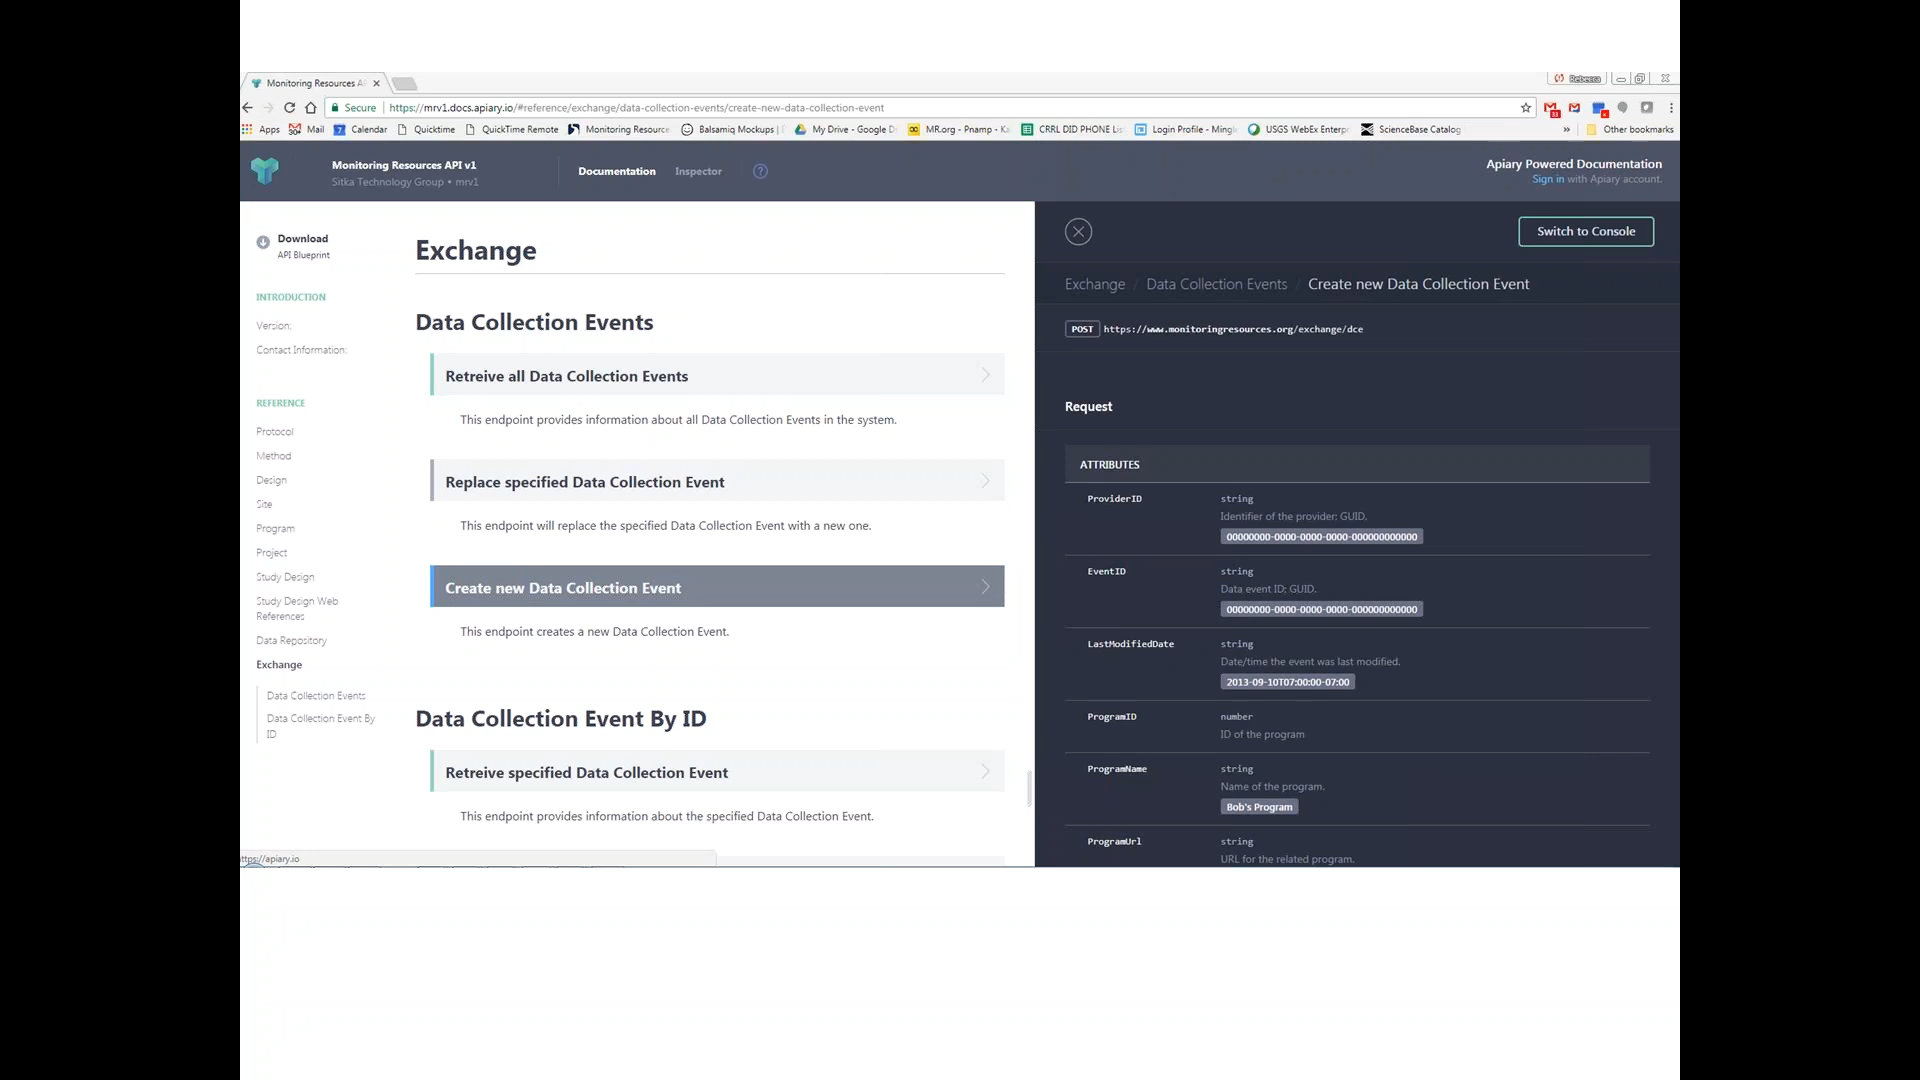 Monitoring Resources A
Rebecca
Secure https://mrv1.docs.apiary.io/#reference/exchange/data-collection-events/create-new-data-collection-event
Apps Mail Calendar Quicktime QuickTime Remote Monitoring Resource Balsamiq Mockups | My Drive - Google D MR.org - Pnamp - Ka CRRL DID PHONE Lis Login Profile - Mingl USGS WebEx Enterp ScienceBase Catalog » Other bookmarks
Monitoring Resources API v1
Sitka Technology Group • mrv1
Documentation Inspector ?
Apiary Powered Documentation
Sign in with Apiary account.
Download
API Blueprint
INTRODUCTION
Version:
Contact Information:
REFERENCE
Protocol
Method
Design
Site
Program
Project
Study Design
Study Design Web
References
Data Repository
Exchange
Data Collection Events
Data Collection Event By
ID
https://apiary.io
Exchange
Data Collection Events
Retreive all Data Collection Events
This endpoint provides information about all Data Collection Events in the system.
Replace specified Data Collection Event
This endpoint will replace the specified Data Collection Event with a new one.
Create new Data Collection Event
This endpoint creates a new Data Collection Event.
Data Collection Event By ID
Retreive specified Data Collection Event
This endpoint provides information about the specified Data Collection Event.
Switch to Console
Exchange / Data Collection Events / Create new Data Collection Event
POST https://www.monitoringresources.org/exchange/dce
Request
ATTRIBUTES
ProviderID string
Identifier of the provider: GUID.
00000000-0000-0000-0000-000000000000
EventID string
Data event ID; GUID.
00000000-0000-0000-0000-000000000000
LastModifiedDate string
Date/time the event was last modified.
2013-09-10T07:00:00-07:00
ProgramID number
ID of the program
ProgramName string
Name of the program.
Bob's Program
ProgramUrl string
URL for the related program.